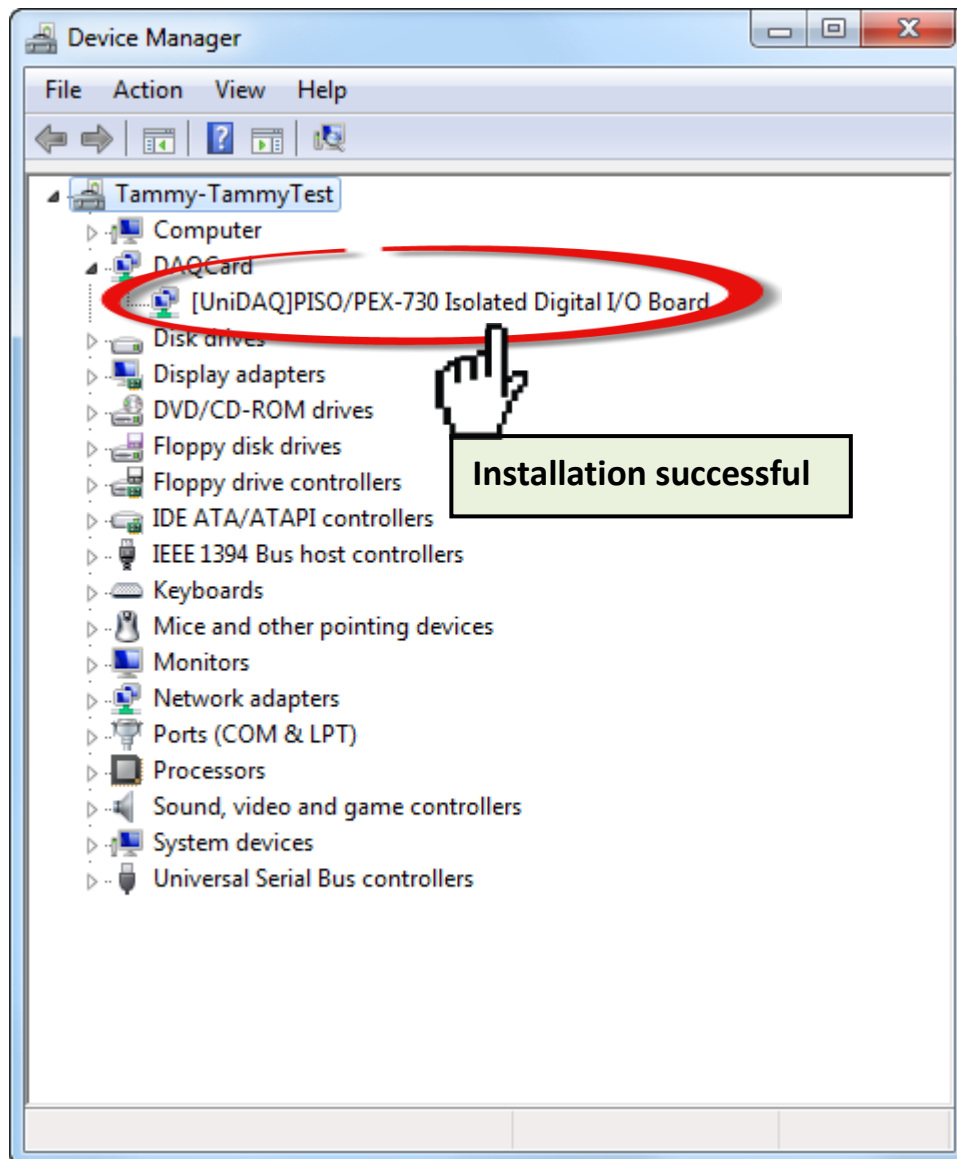 Device Manager
File Action View Help
Tammy-TammyTest
Computer
DAQCard
[UniDAQ]PISO/PEX-730 Isolated Digital I/O Board
Disk drives
Display adapters
DVD/CD-ROM drives
Floppy disk drives
Installation successful
Floppy drive controllers
IDE ATA/ATAPI controllers
IEEE 1394 Bus host controllers
Keyboards
Mice and other pointing devices
Monitors
Network adapters
Ports (COM & LPT)
Processors
Sound, video and game controllers
System devices
Universal Serial Bus controllers